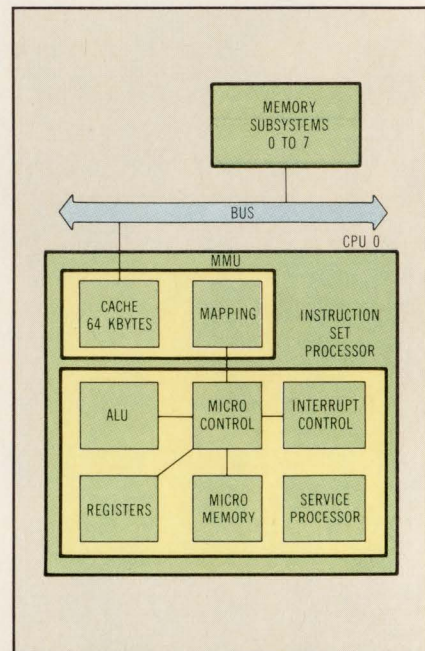 MEMORY
SUBSYSTEMS
0 TO 7
BUS
CPU 0
MMU
CACHE
64 KBYTES
MAPPING
INSTRUCTION
SET
PROCESSOR
ALU
MICRO
CONTROL
INTERRUPT
CONTROL
REGISTERS
MICRO
MEMORY
SERVICE
PROCESSOR